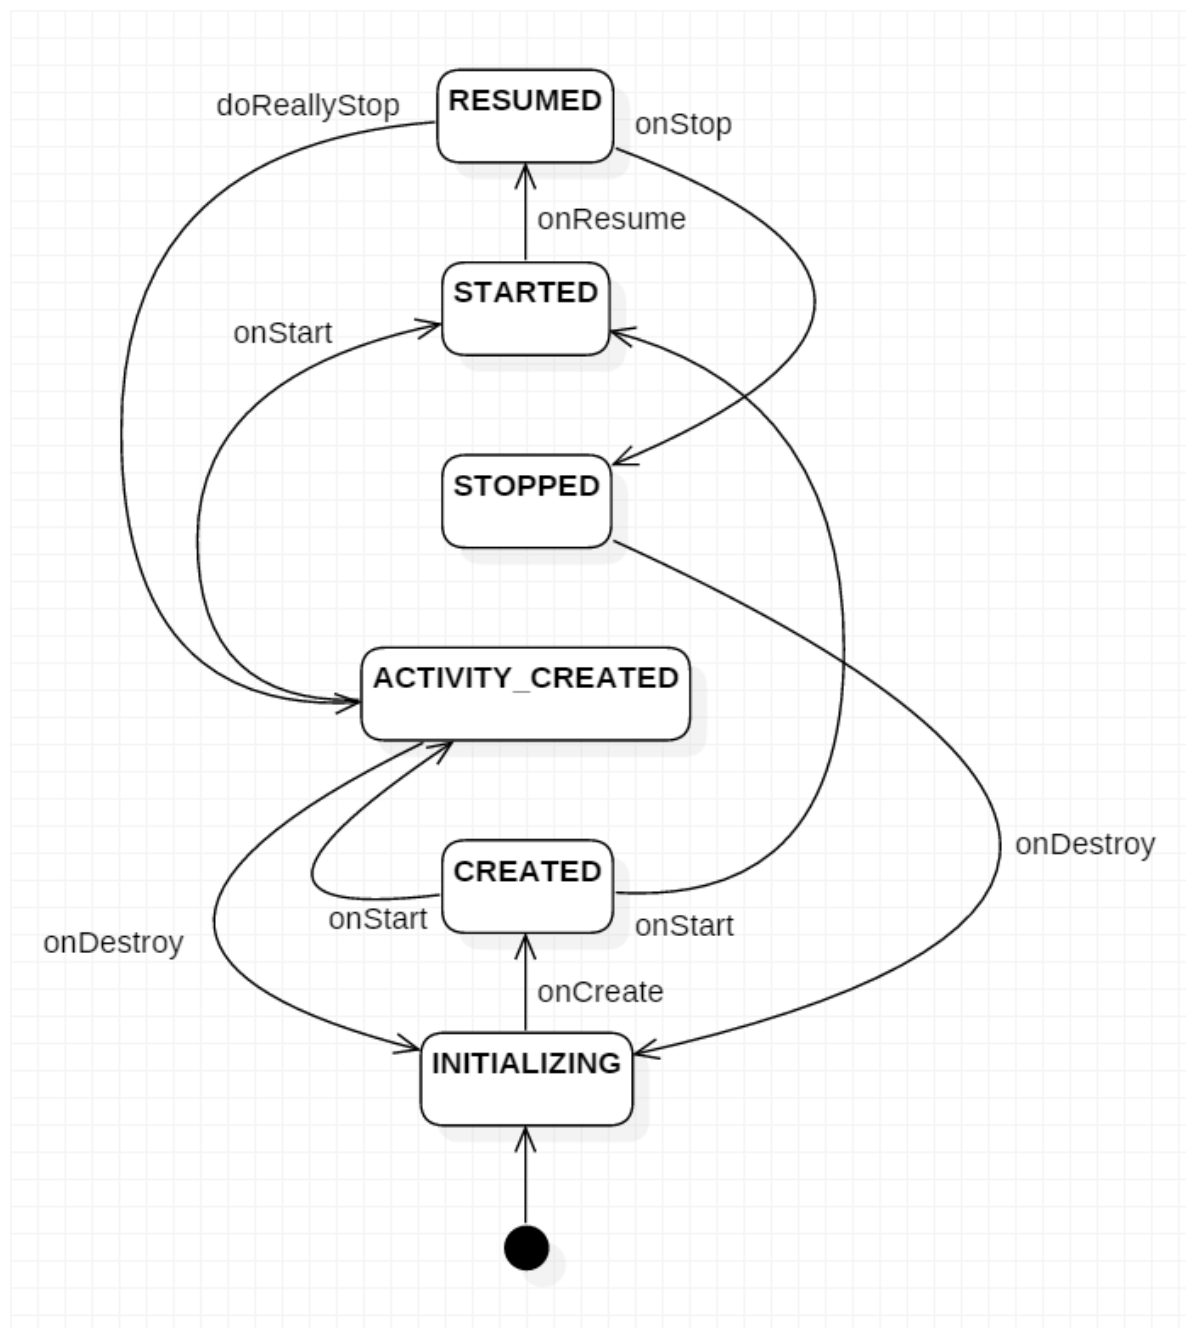 RESUMED
doReallyStop
onStop
onResume
STARTED
onStart
STOPPED
ACTIVITY_CREATED
onDestroy
CREATED
onStart
onStart
onDestroy
onCreate
INITIALIZING